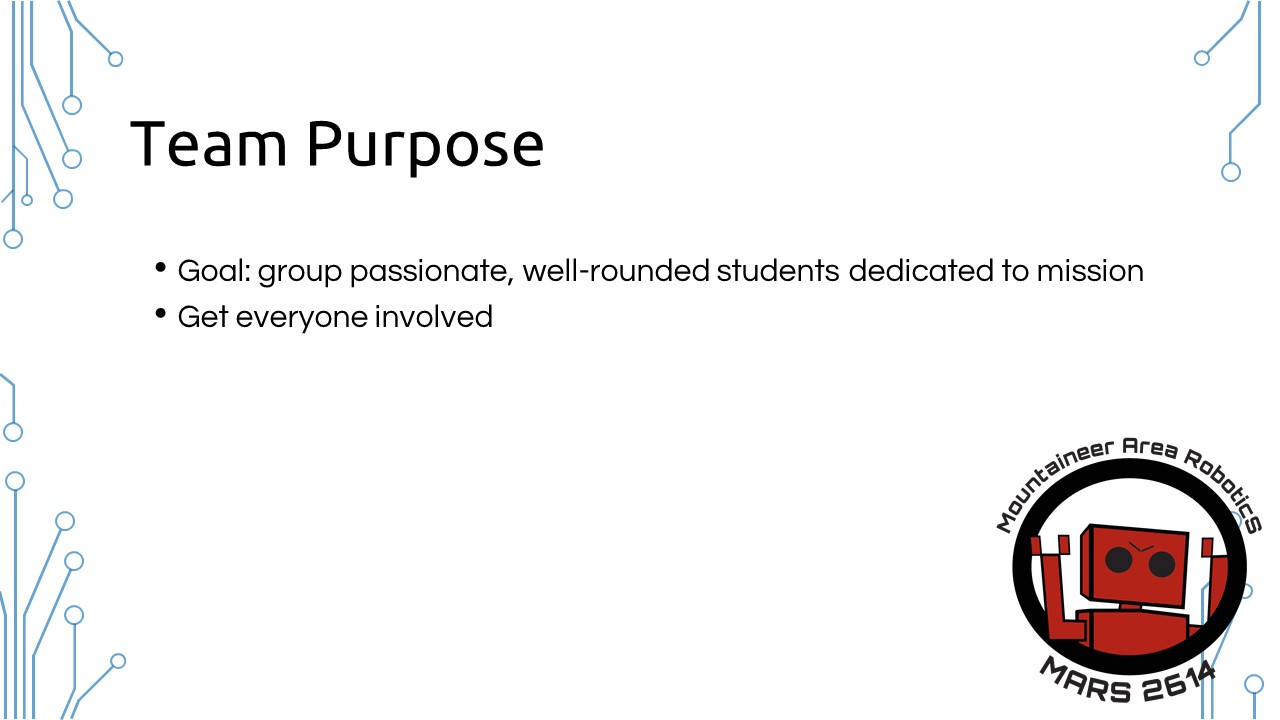 Team Purpose
• Goal: group passionate, well-rounded students dedicated to mission
• Get everyone involved
Mountaineer Area Robotics
MARS 2614